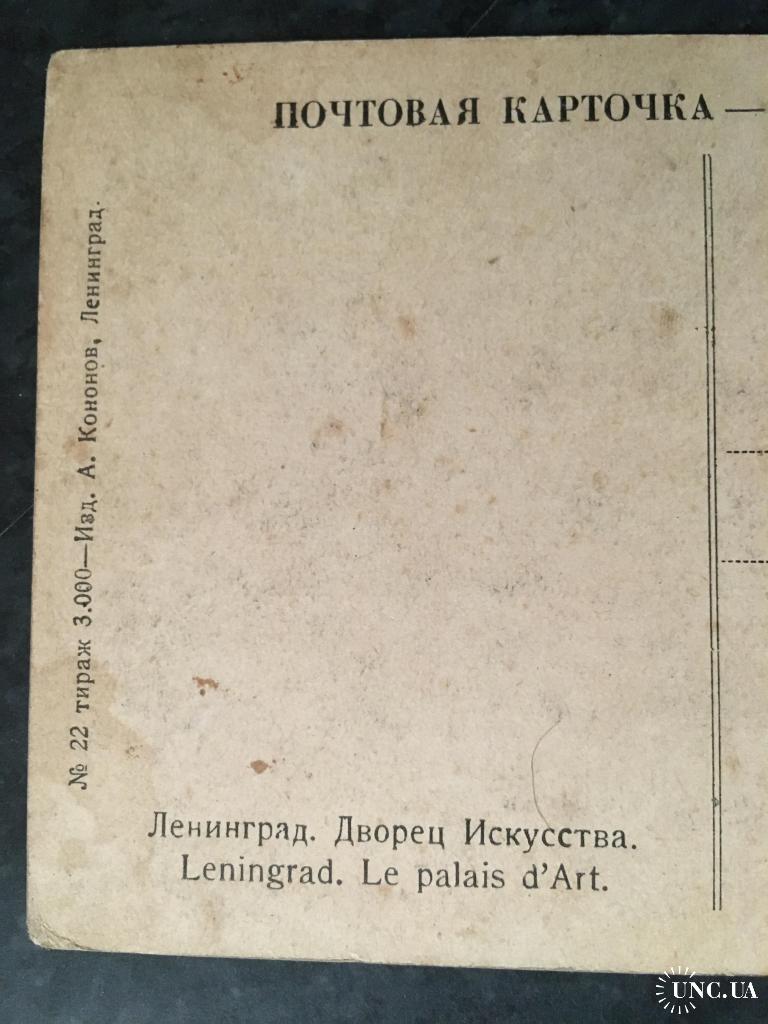 ПОЧТОВАЯ КАРТОЧКА —
№ 22 тираж 3.000—Изд. А. Кононов, Ленинград.
Ленинград. Дворец Искусства.
Leningrad. Le palais d'Art.
UNC.UA